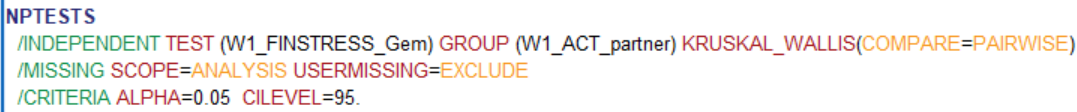 NPTESTS
/INDEPENDENT TEST (W1_FINSTRESS_Gem) GROUP (W1_ACT_partner) KRUSKAL_WALLIS(COMPARE=PAIRWISE)
/MISSING SCOPE=ANALYSIS USERMISSING=EXCLUDE
/CRITERIA ALPHA=0.05 CILEVEL=95.